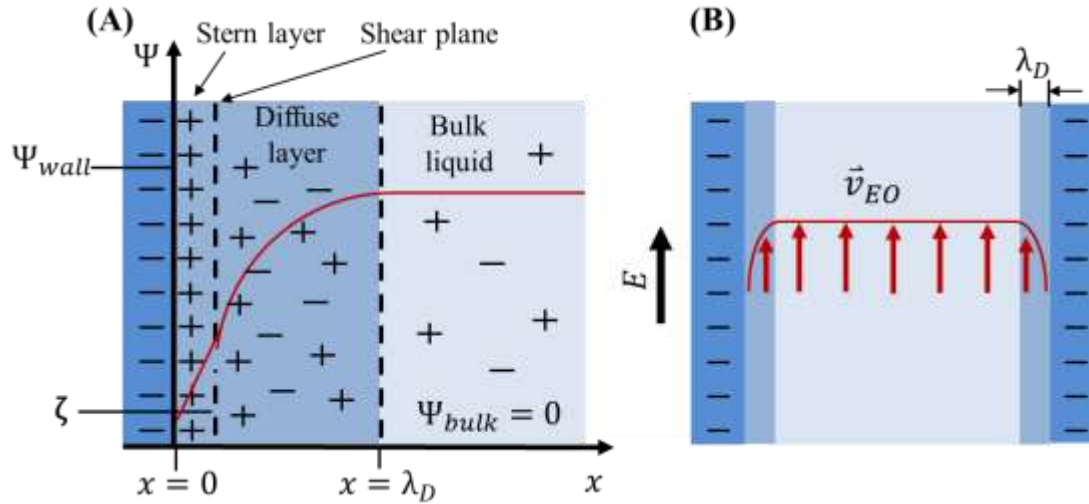 (A)
Stern layer
Shear plane
Ψ
Diffuse
layer
Bulk
liquid
Ψ_wall
ζ
Ψ_bulk = 0
x = 0
x = λ_D
x
(B)
λ_D
v⃗_EO
E